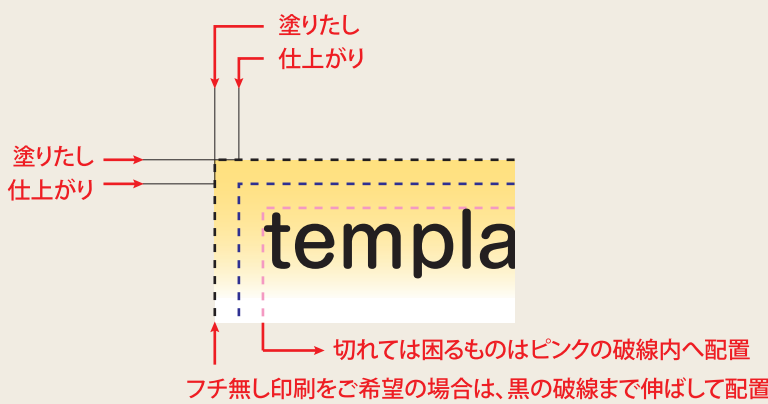 塗りたし
仕上がり
塗りたし
仕上がり
templa
切れては困るものはピンクの破線内へ配置
フチ無し印刷をご希望の場合は、黒の破線まで伸ばして配置